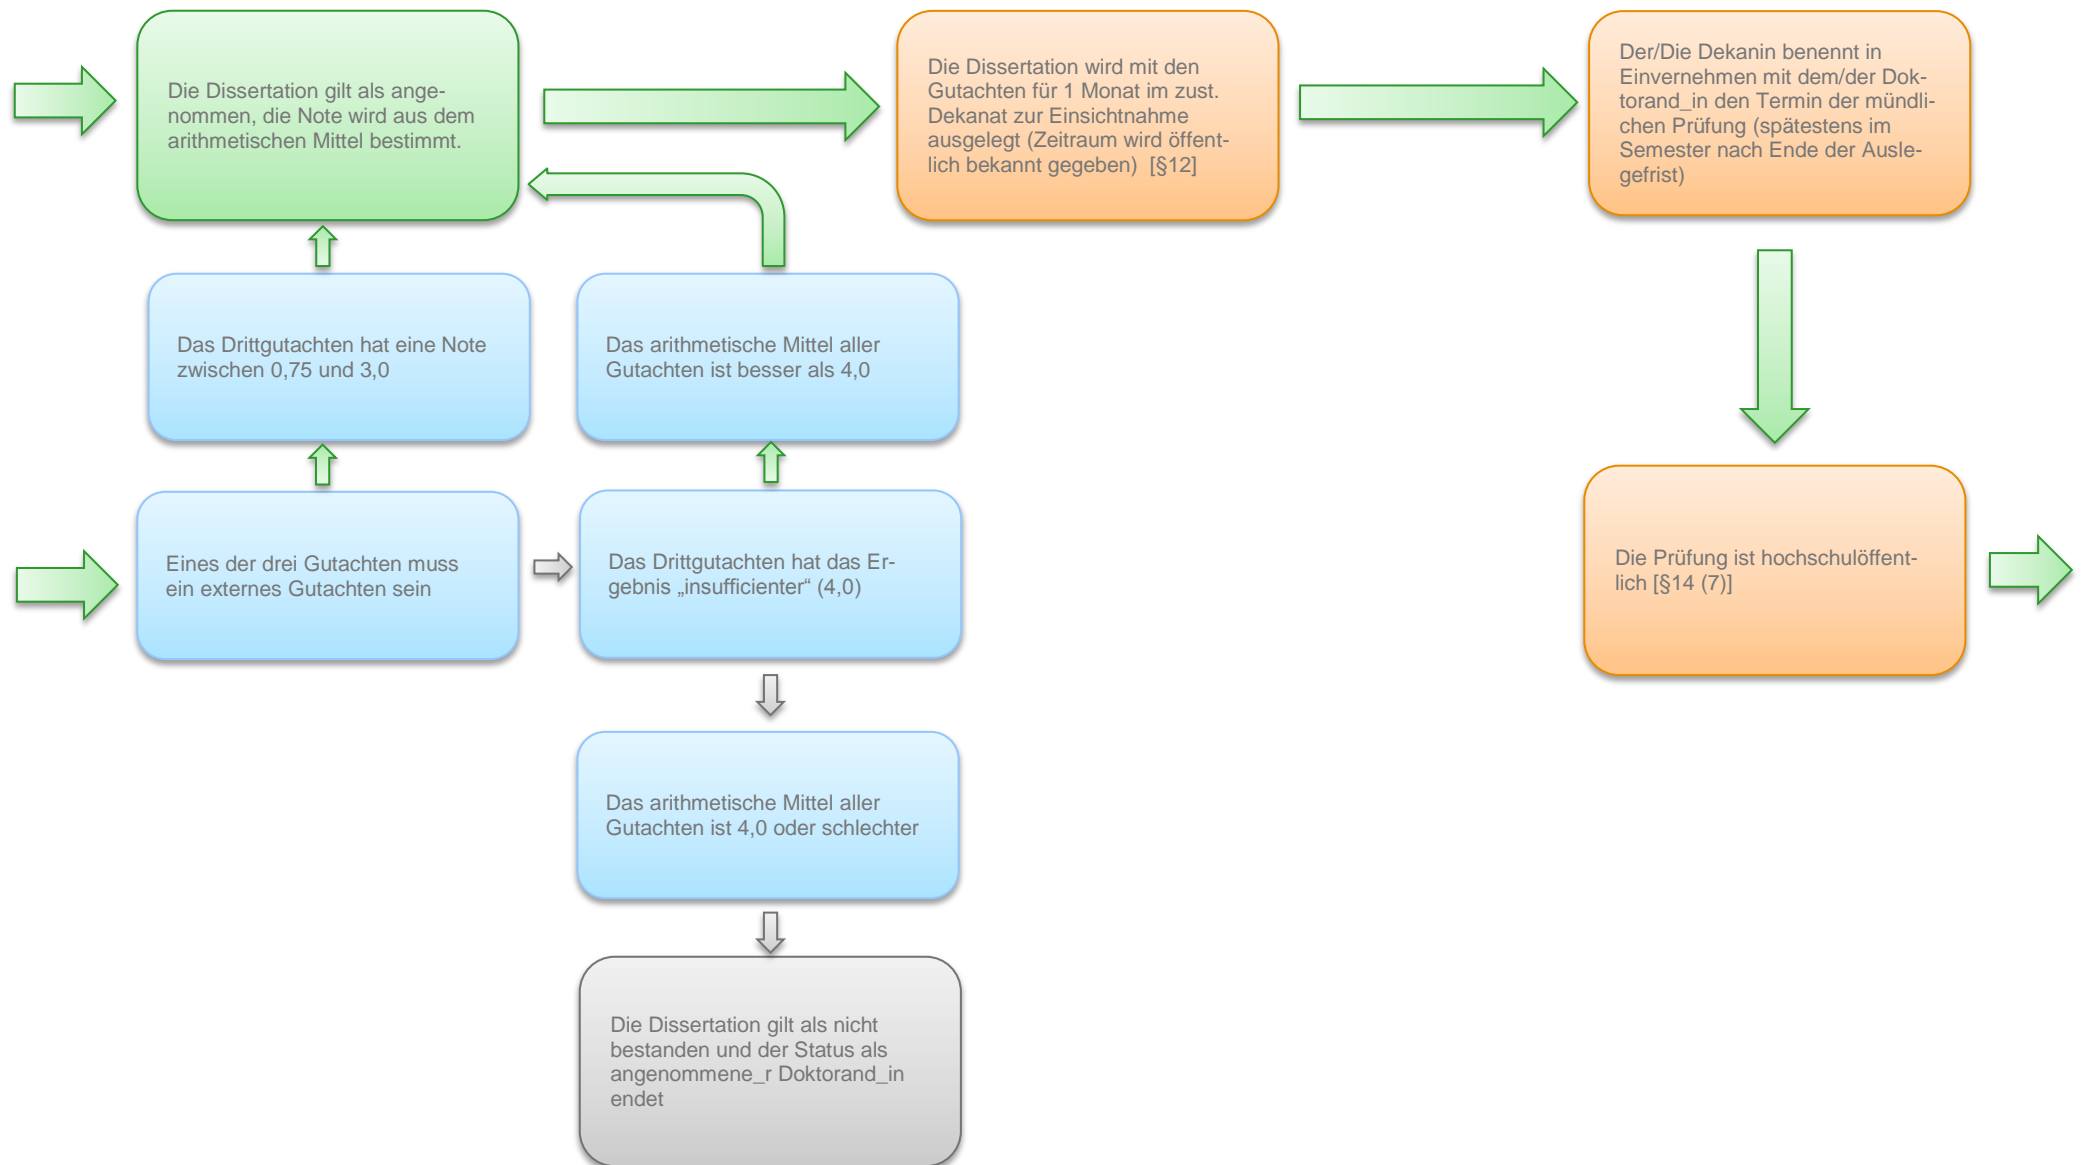 Die Dissertation gilt als ange-
nommen, die Note wird aus dem
arithmetischen Mittel bestimmt.
Die Dissertation wird mit den
Gutachten für 1 Monat im zust.
Dekanat zur Einsichtnahme
ausgelegt (Zeitraum wird öffent-
lich bekannt gegeben)  [§12]
Der/Die Dekanin benennt in
Einvernehmen mit dem/der Dok-
torand_in den Termin der mündli-
chen Prüfung (spätestens im
Semester nach Ende der Ausle-
gefrist)
Das Drittgutachten hat eine Note
zwischen 0,75 und 3,0
Das arithmetische Mittel aller
Gutachten ist besser als 4,0
Eines der drei Gutachten muss
ein externes Gutachten sein
Das Drittgutachten hat das Er-
gebnis „insufficienter“ (4,0)
Die Prüfung ist hochschulöffent-
lich [§14 (7)]
Das arithmetische Mittel aller
Gutachten ist 4,0 oder schlechter
Die Dissertation gilt als nicht
bestanden und der Status als
angenommene_r Doktorand_in
endet